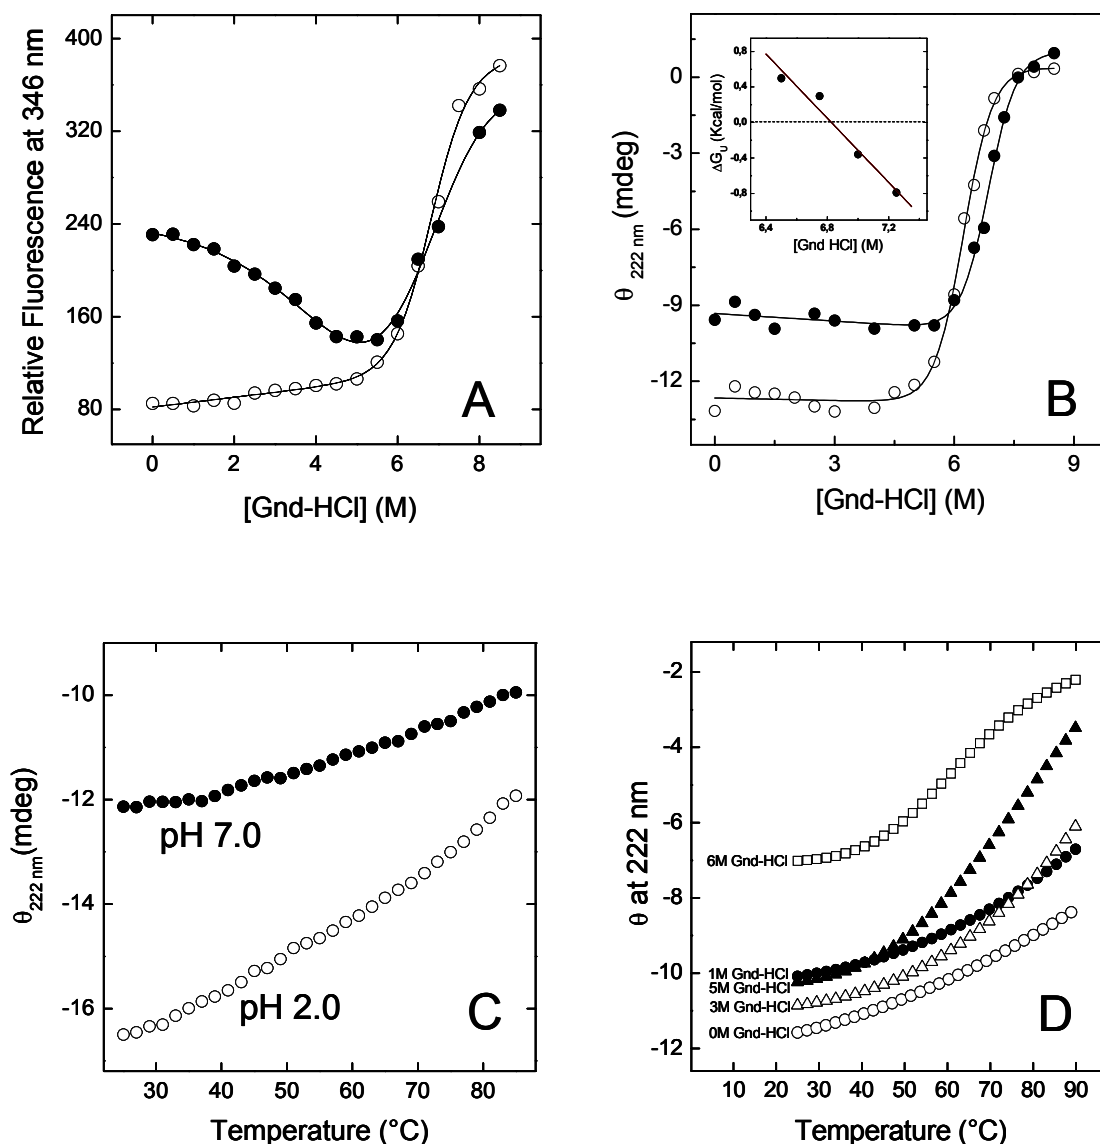 400
320
240
160
80
Relative Fluorescence at 346 nm
A
0 2 4 6 8
[Gnd-HCl] (M)
0
-3
-6
-9
-12
θ 222 nm (mdeg)
0,8
0,4
0,0
-0,4
-0,8
ΔGU (Kcal/mol)
6,4 6,8 7,2
[Gnd HCl] (M)
B
0 3 6 9
[Gnd-HCl] (M)
-10
-12
-14
-16
θ222 nm (mdeg)
pH 7.0
pH 2.0
C
30 40 50 60 70 80
Temperature (°C)
-2
-4
-6
-8
-10
-12
θ at 222 nm
6M Gnd-HCl
1M Gnd-HCl
5M Gnd-HCl
3M Gnd-HCl
0M Gnd-HCl
D
10 20 30 40 50 60 70 80 90
Temperature (°C)